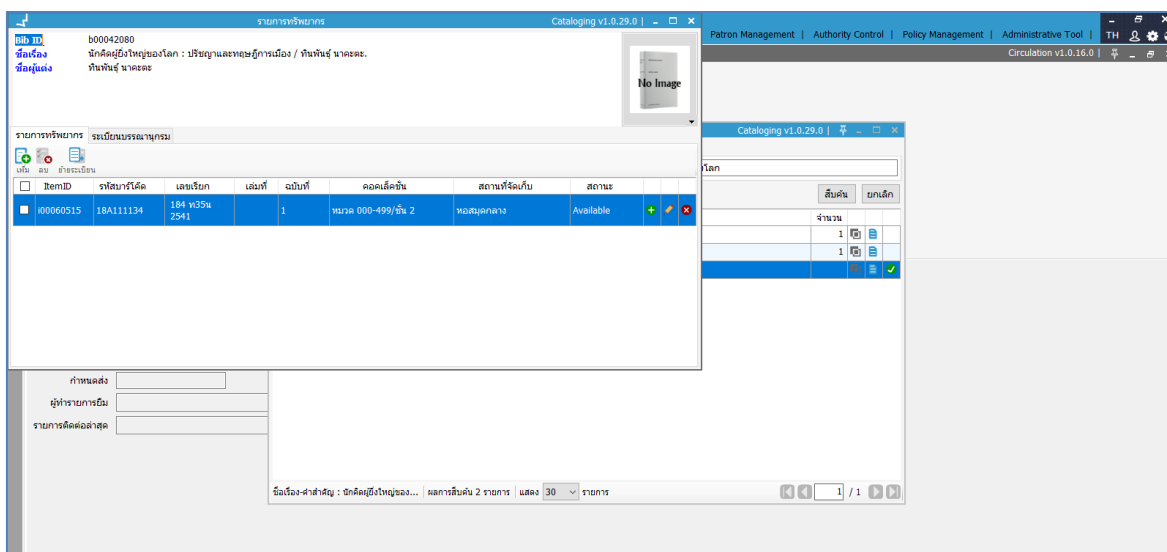 รายการทรัพยากร
Cataloging v1.0.29.0 |
Bib ID b00042080
ชื่อเรื่อง นักคิดผู้ยิ่งใหญ่ของโลก : ปรัชญาและทฤษฎีการเมือง / ทินพันธุ์ นาคะตะ.
ชื่อผู้แต่ง ทินพันธุ์ นาคะตะ
No Image
Patron Management | Authority Control | Policy Management | Administrative Tool | TH
Circulation v1.0.16.0 |
รายการทรัพยากร ระเบียนบรรณานุกรม
Cataloging v1.0.29.0 |
เพิ่ม ลบ ย้ายระเบียน
โลก
ItemID รหัสบาร์โค้ด เลขเรียก เล่มที่ ฉบับที่ คอลเล็คชั่น สถานที่จัดเก็บ สถานะ
สืบค้น ยกเลิก
i00060515 18A111134 184 ท35น 2541 1 หมวด 000-499/ชั้น 2 หอสมุดกลาง Available
จำนวน
1
1
กำหนดส่ง
ผู้ทำรายการยืม
รายการติดต่อล่าสุด
ชื่อเรื่อง-คำสำคัญ : นักคิดผู้ยิ่งใหญ่ของ... ผลการสืบค้น 2 รายการ แสดง 30 รายการ
1 / 1